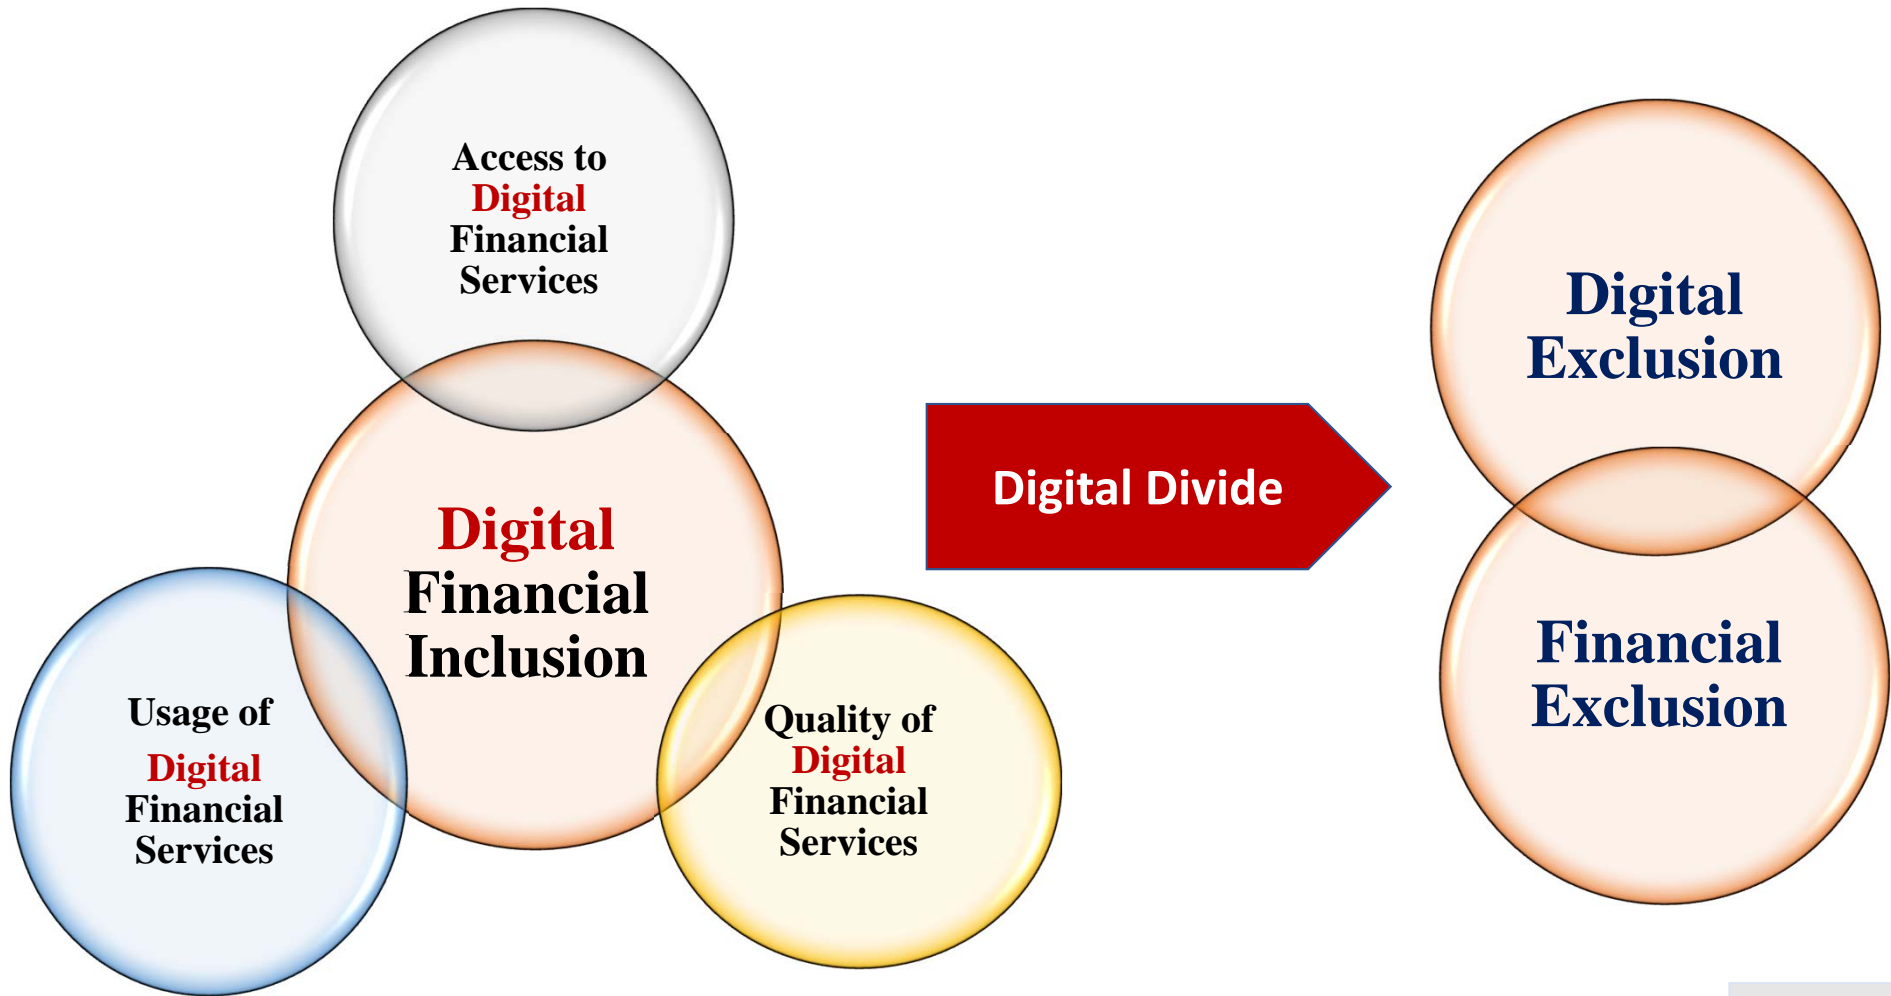 Access to
Digital
Financial
Services
Digital
Financial
Inclusion
Usage of
Digital
Financial
Services
Quality of
Digital
Financial
Services
Digital Divide
Digital
Exclusion
Financial
Exclusion